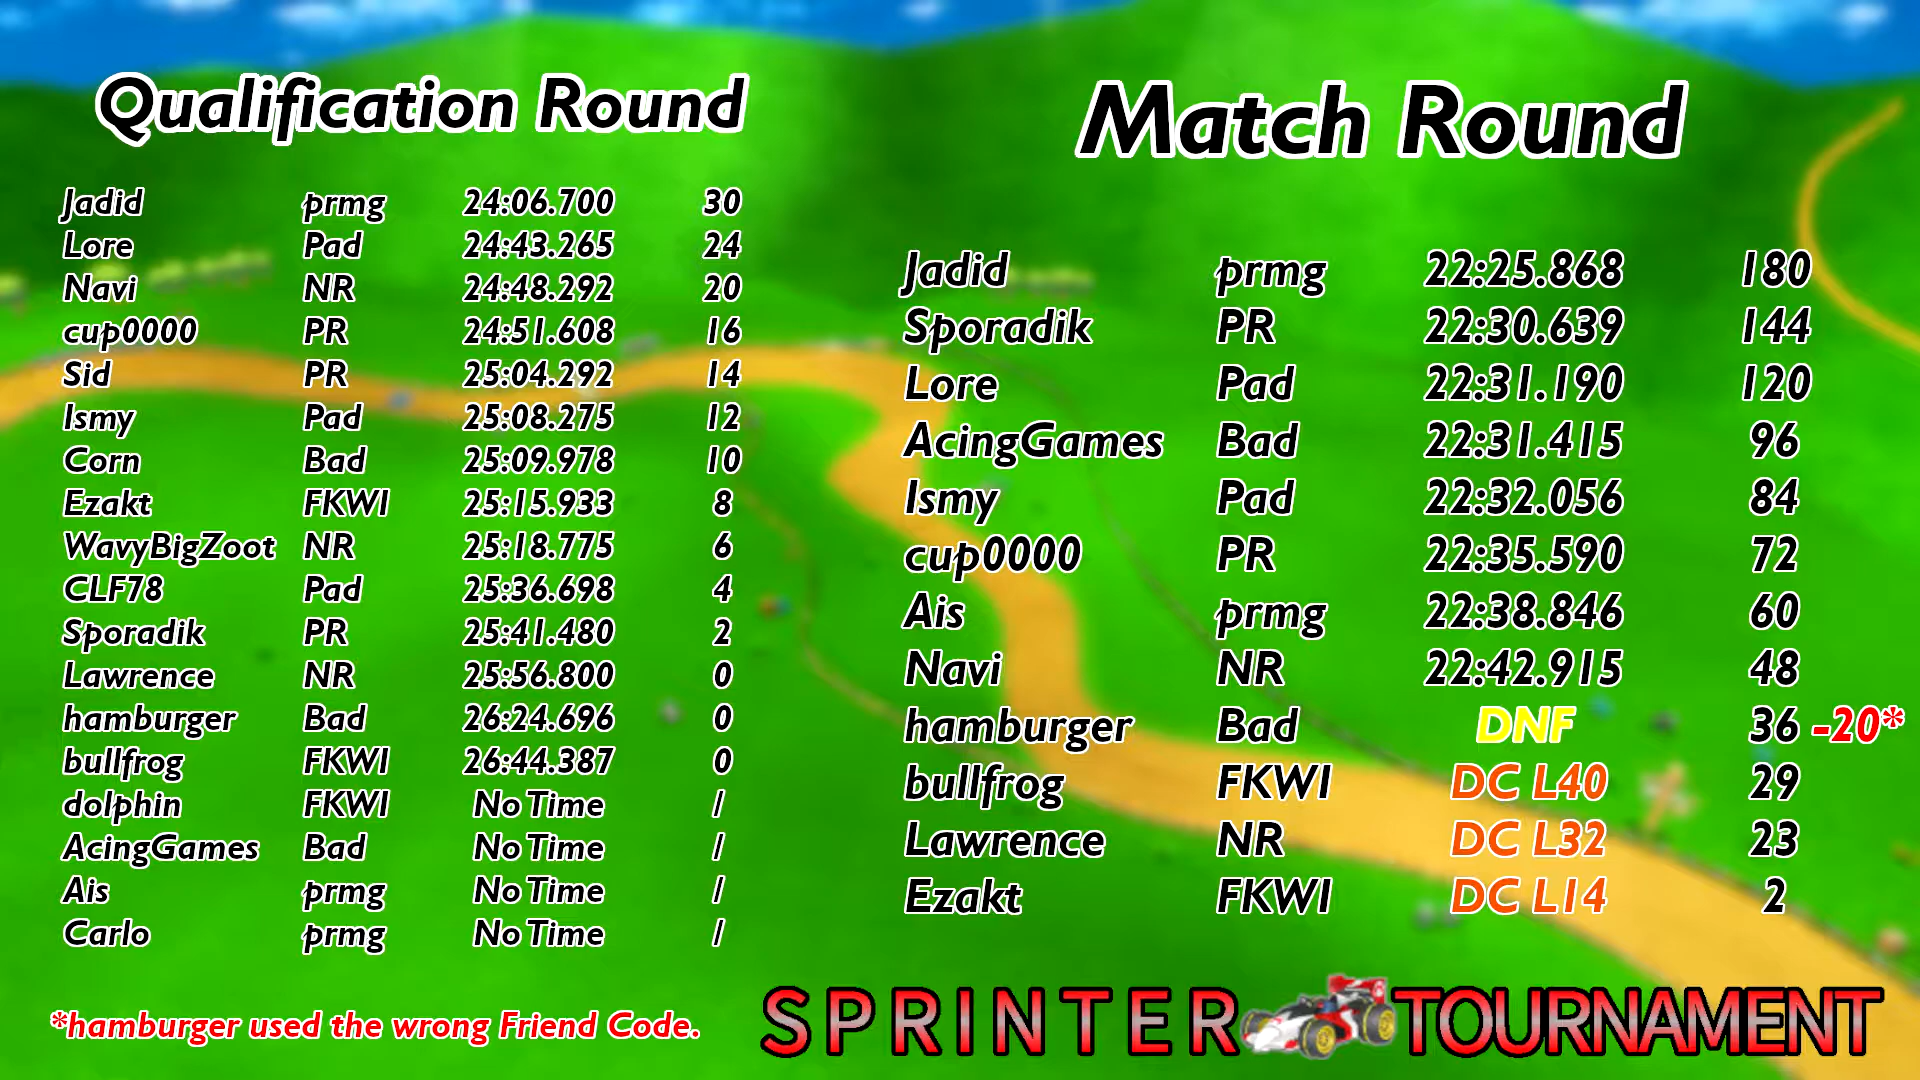 Qualification Round
Jadid prmg 24:06.700 30
Lore Pad 24:43.265 24
Navi NR 24:48.292 20
cup0000 PR 24:51.608 16
Sid PR 25:04.292 14
Ismy Pad 25:08.275 12
Corn Bad 25:09.978 10
Ezakt FKWI 25:15.933 8
WavyBigZoot NR 25:18.775 6
CLF78 Pad 25:36.698 4
Sporadik PR 25:41.480 2
Lawrence NR 25:56.800 0
hamburger Bad 26:24.696 0
bullfrog FKWI 26:44.387 0
dolphin FKWI No Time /
AcingGames Bad No Time /
Ais prmg No Time /
Carlo prmg No Time /
*hamburger used the wrong Friend Code.
Match Round
Jadid prmg 22:25.868 180
Sporadik PR 22:30.639 144
Lore Pad 22:31.190 120
AcingGames Bad 22:31.415 96
Ismy Pad 22:32.056 84
cup0000 PR 22:35.590 72
Ais prmg 22:38.846 60
Navi NR 22:42.915 48
hamburger Bad DNF 36 -20*
bullfrog FKWI DC L40 29
Lawrence NR DC L32 23
Ezakt FKWI DC L14 2
SPRINTER TOURNAMENT